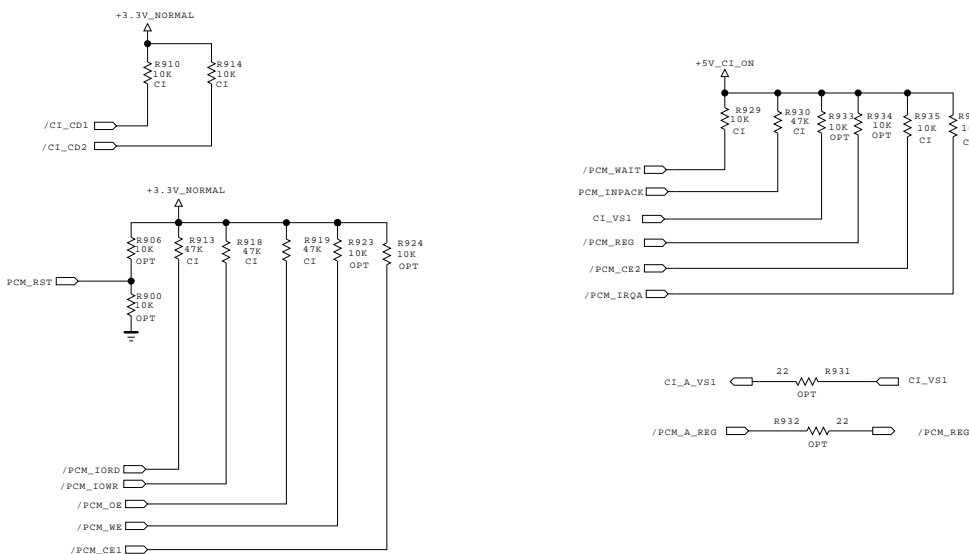 +3.3V_NORMAL
R910
10K
CI
R914
10K
CI
/CI_CD1
/CI_CD2
+3.3V_NORMAL
R906
10K
OPT
R913
47K
CI
R918
47K
CI
R919
47K
CI
R923
10K
OPT
R924
10K
OPT
PCM_RST
R900
10K
OPT
/PCM_IORD
/PCM_IOWR
/PCM_OE
/PCM_WE
/PCM_CE1
+5V_CI_ON
R929
10K
CI
R930
47K
CI
R933
10K
OPT
R934
10K
OPT
R935
10K
CI
/PCM_WAIT
PCM_INPACK
CI_VS1
/PCM_REG
/PCM_CE2
/PCM_IRQA
CI_A_VS1
22
R931
OPT
CI_VS1
/PCM_A_REG
R932
22
OPT
/PCM_REG